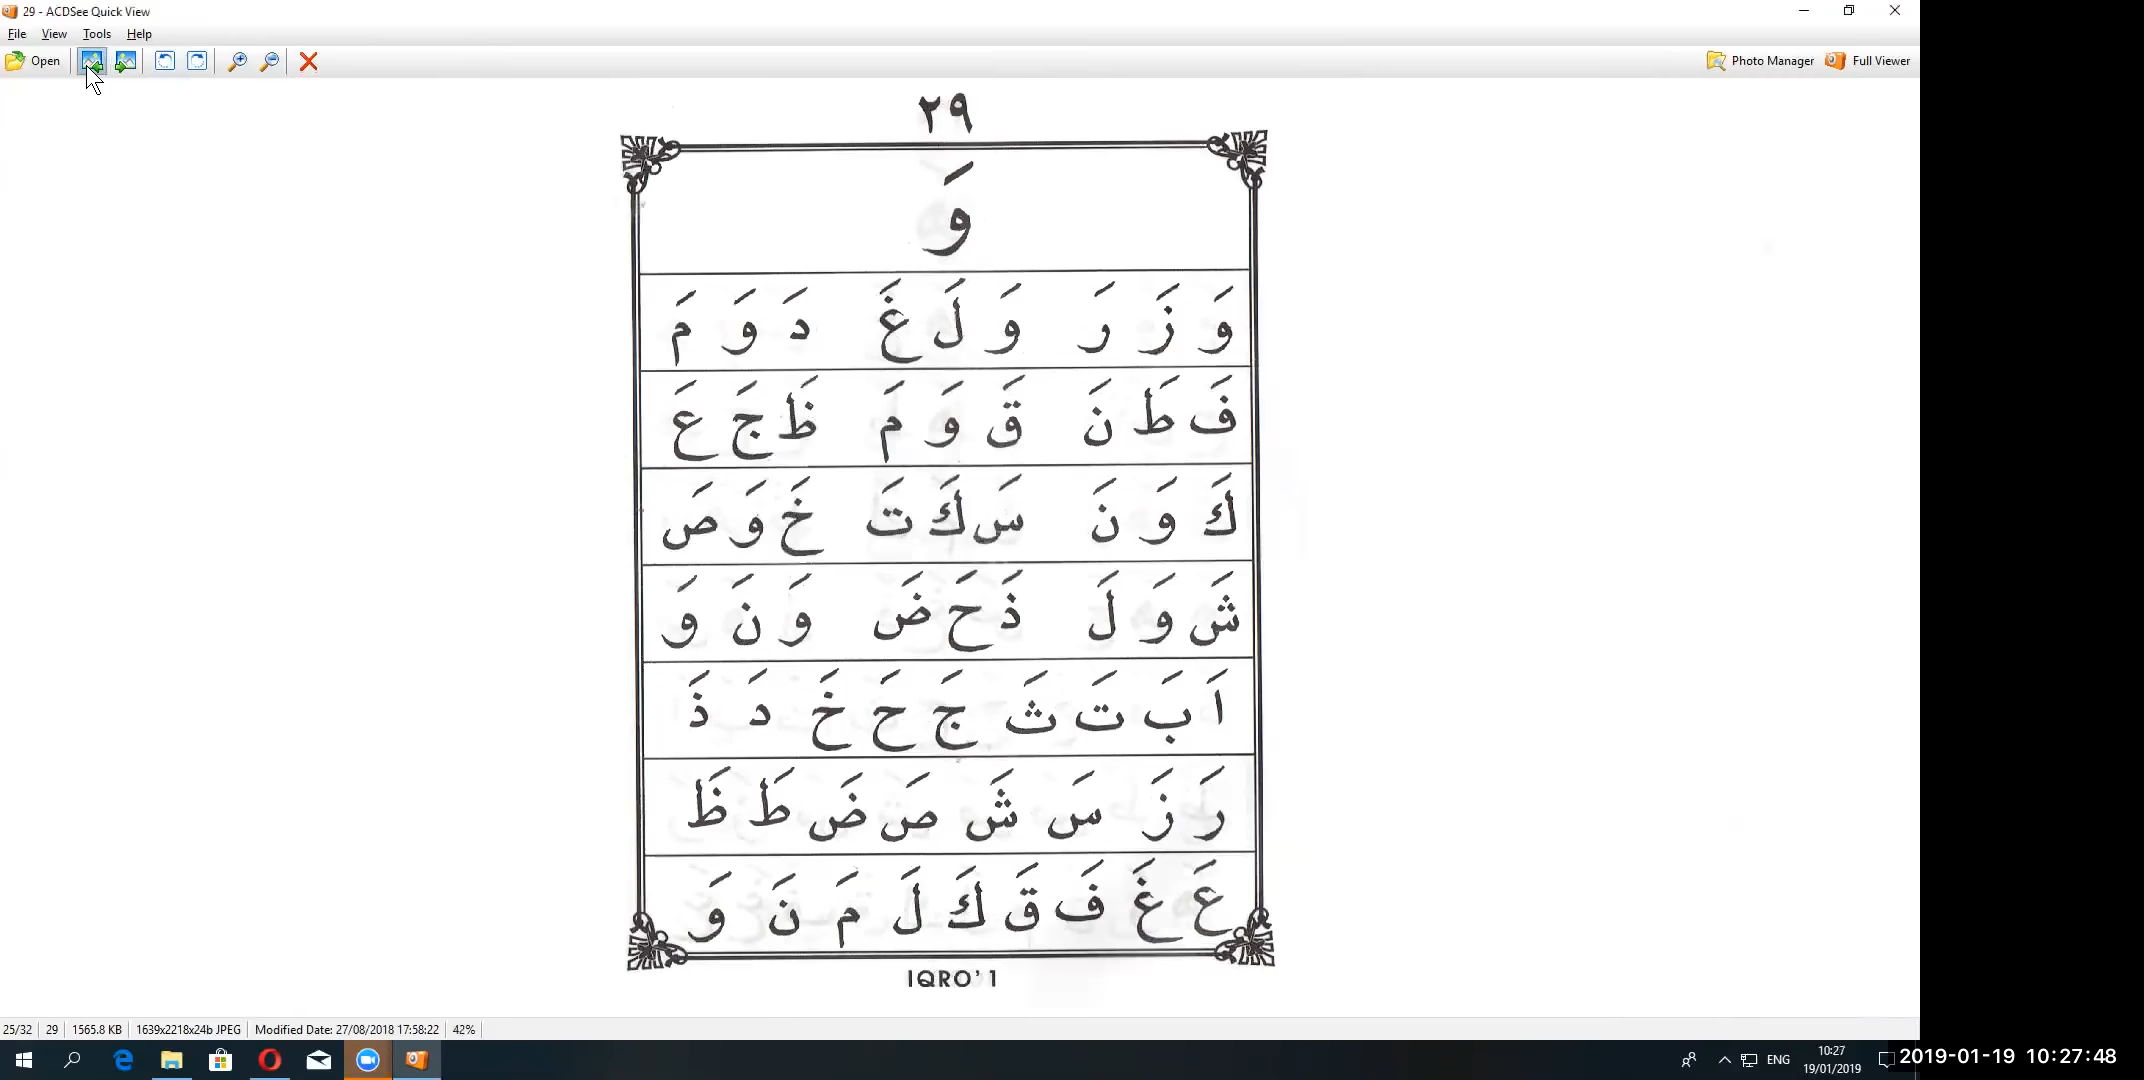 29 - ACDSee Quick View
File View Tools Help
Open Photo Manager Full Viewer
٢٩
وَ
وَ زَ رَ وَ لَ غَ دَ وَ مَ
فَ طَ نَ قَ وَ مَ ظَ جَ عَ
كَ وَ نَ سَ كَ تَ خَ وَ صَ
شَ وَ لَ ذَ حَ ضَ وَ نَ وَ
اَ بَ تَ ثَ جَ حَ خَ دَ ذَ
رَ زَ سَ شَ صَ ضَ طَ ظَ
عَ غَ فَ قَ كَ لَ مَ نَ وَ
IQRO' 1
25/32 29 1565.8 KB 1639x2218x24b JPEG Modified Date: 27/08/2018 17:58:22 42%
ENG 10:27
19/01/2019
2019-01-19 10:27:48